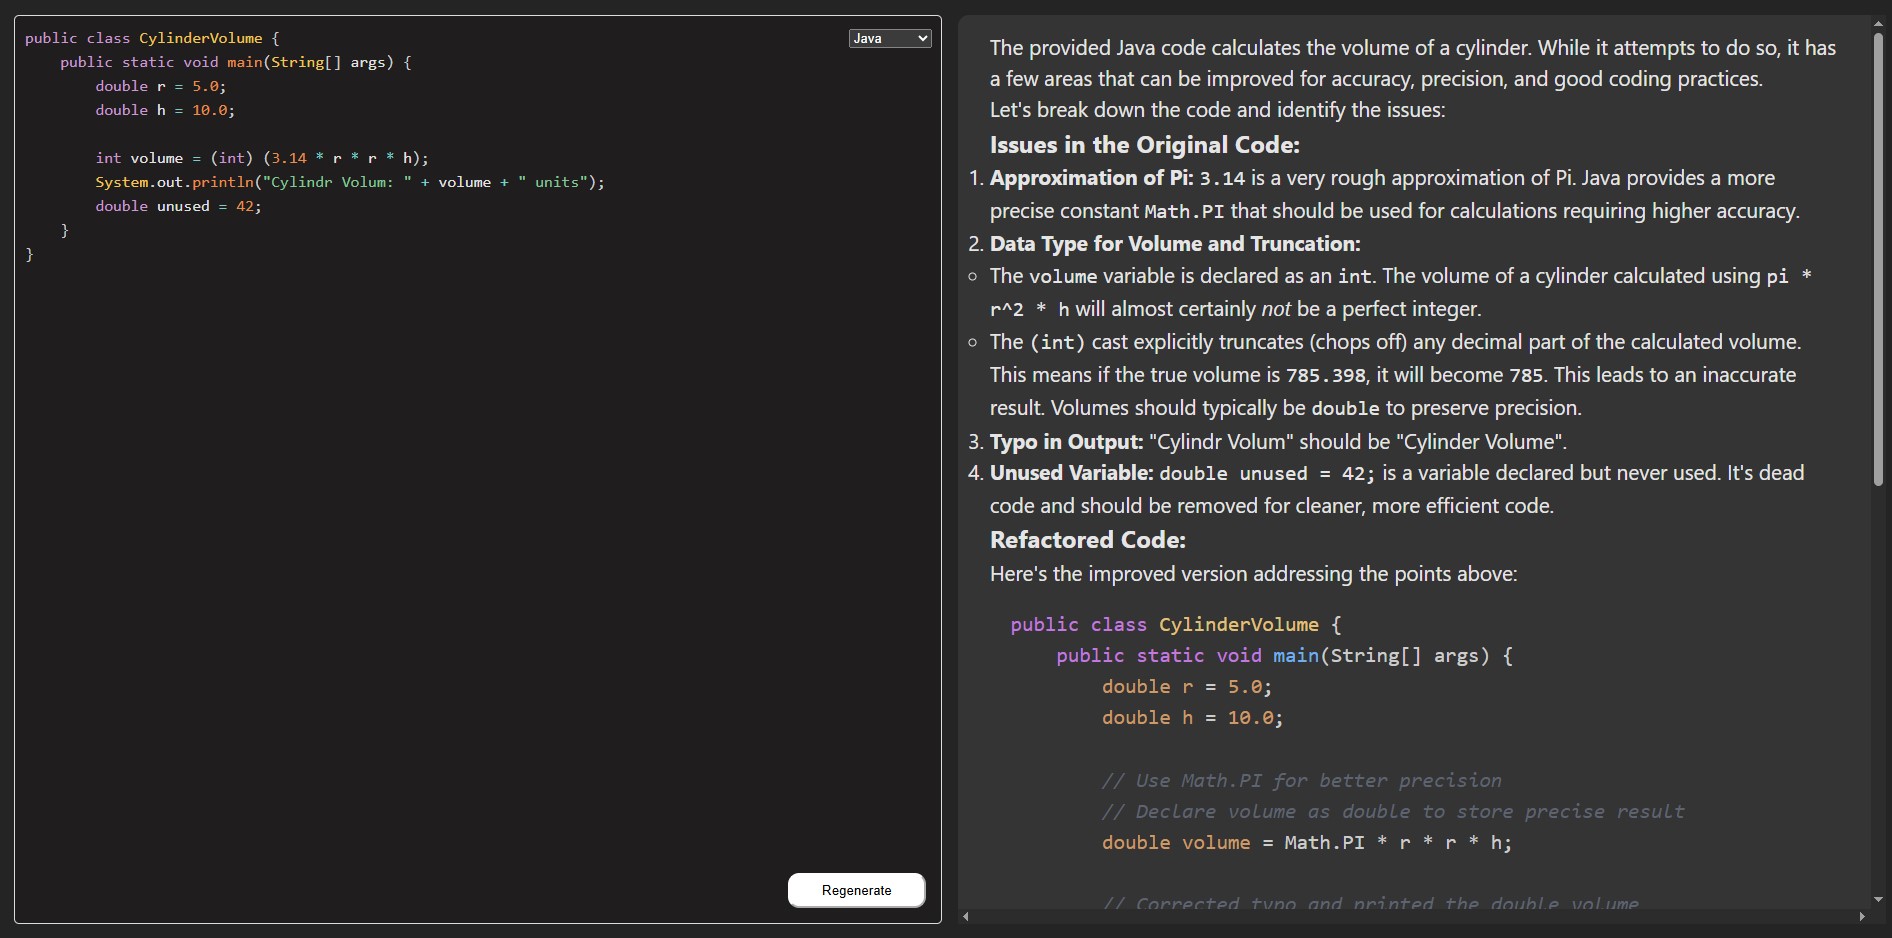 public class CylinderVolume {
    public static void main(String[] args) {
        double r = 5.0;
        double h = 10.0;
        int volume = (int) (3.14 * r * r * h);
        System.out.println("Cylindr Volum: " + volume + " units");
        double unused = 42;
    }
}
Java
Regenerate
The provided Java code calculates the volume of a cylinder. While it attempts to do so, it has
a few areas that can be improved for accuracy, precision, and good coding practices.
Let's break down the code and identify the issues:
Issues in the Original Code:
1. Approximation of Pi: 3.14 is a very rough approximation of Pi. Java provides a more
precise constant Math.PI that should be used for calculations requiring higher accuracy.
2. Data Type for Volume and Truncation:
○ The volume variable is declared as an int. The volume of a cylinder calculated using pi *
r^2 * h will almost certainly not be a perfect integer.
○ The (int) cast explicitly truncates (chops off) any decimal part of the calculated volume.
This means if the true volume is 785.398, it will become 785. This leads to an inaccurate
result. Volumes should typically be double to preserve precision.
3. Typo in Output: "Cylindr Volum" should be "Cylinder Volume".
4. Unused Variable: double unused = 42; is a variable declared but never used. It's dead
code and should be removed for cleaner, more efficient code.
Refactored Code:
Here's the improved version addressing the points above:
public class CylinderVolume {
    public static void main(String[] args) {
        double r = 5.0;
        double h = 10.0;
        // Use Math.PI for better precision
        // Declare volume as double to store precise result
        double volume = Math.PI * r * r * h;
        // Corrected typo and printed the double volume